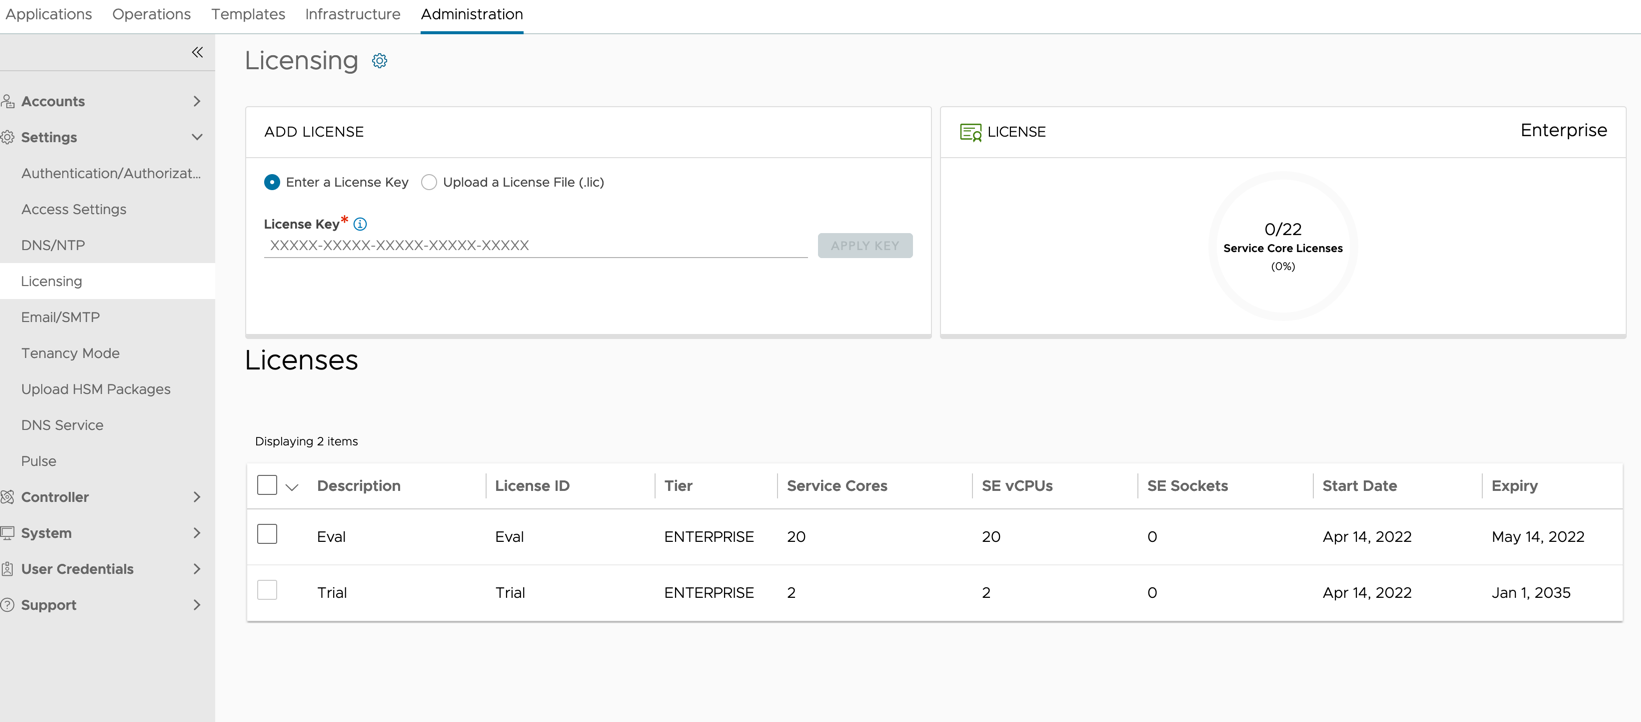 Applications Operations Templates Infrastructure Administration
Accounts
Settings
Authentication/Authorizat...
Access Settings
DNS/NTP
Licensing
Email/SMTP
Tenancy Mode
Upload HSM Packages
DNS Service
Pulse
Controller
System
User Credentials
Support
Licensing
ADD LICENSE
Enter a License Key Upload a License File (.lic)
License Key*
XXXXX-XXXXX-XXXXX-XXXXX-XXXXX APPLY KEY
LICENSE Enterprise
0/22
Service Core Licenses
(0%)
Licenses
Displaying 2 items
Description License ID Tier Service Cores SE vCPUs SE Sockets Start Date Expiry
Eval Eval ENTERPRISE 20 20 0 Apr 14, 2022 May 14, 2022
Trial Trial ENTERPRISE 2 2 0 Apr 14, 2022 Jan 1, 2035